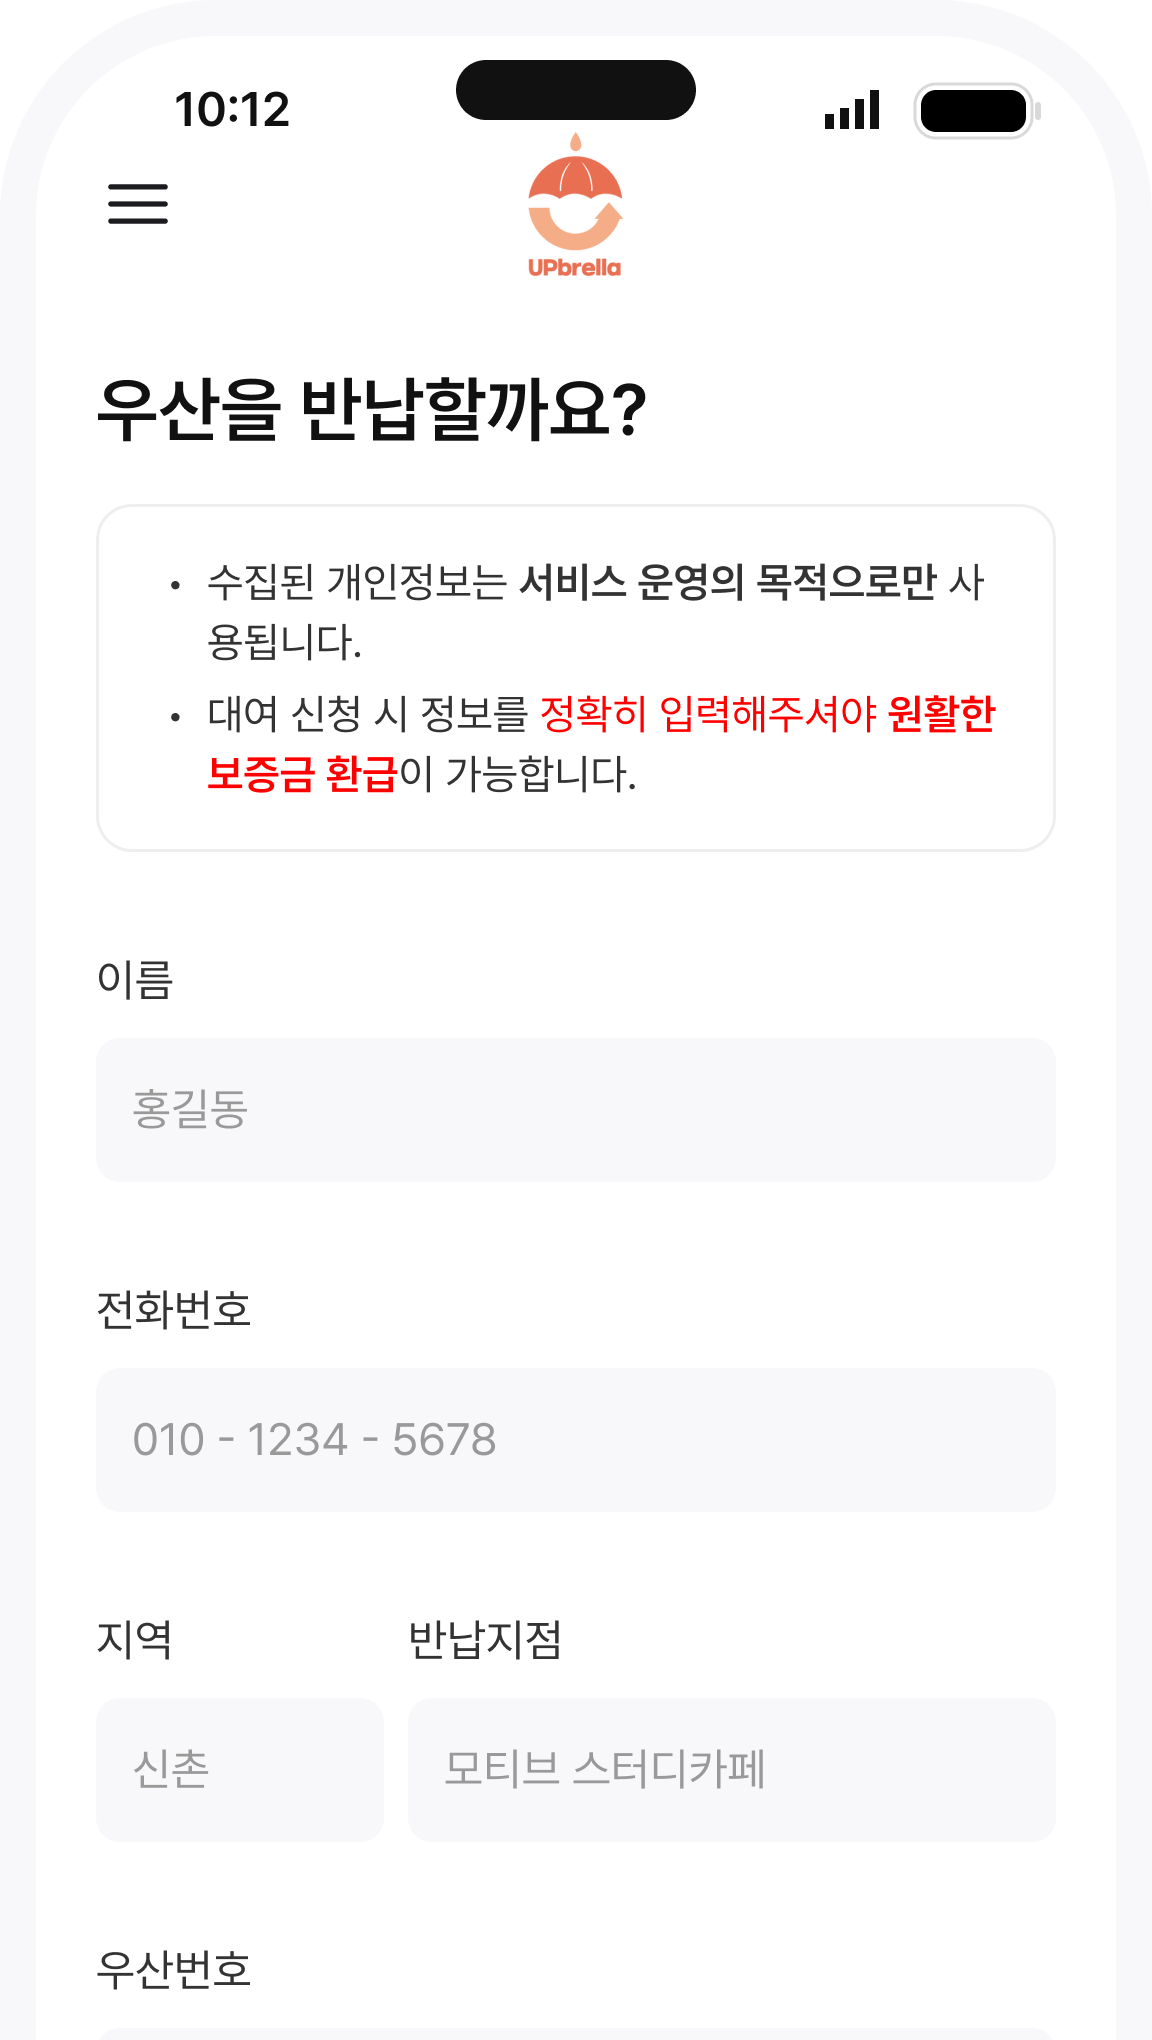 10:12
UPbrella
우산을 반납할까요?
• 수집된 개인정보는 서비스 운영의 목적으로만 사
용됩니다.
• 대여 신청 시 정보를 정확히 입력해주셔야 원활한
보증금 환급이 가능합니다.
이름
홍길동
전화번호
010 - 1234 - 5678
지역 반납지점
신촌 모티브 스터디카페
우산번호